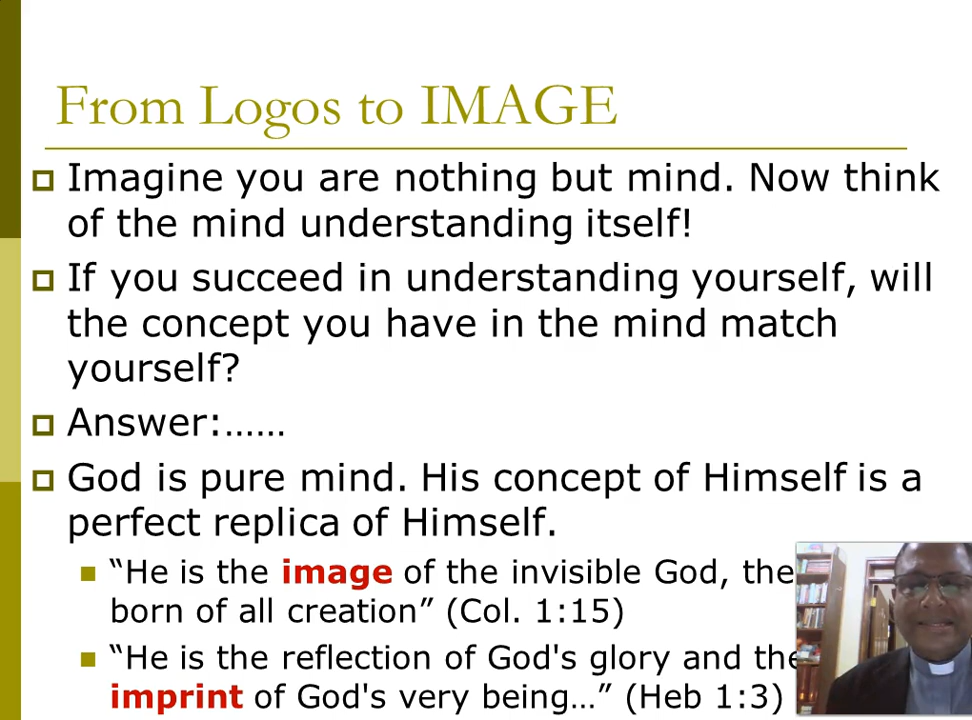 From Logos to IMAGE
Imagine you are nothing but mind. Now think
of the mind understanding itself!
If you succeed in understanding yourself, will
the concept you have in the mind match
yourself?
Answer:……
God is pure mind. His concept of Himself is a
perfect replica of Himself.
“He is the image of the invisible God, the
born of all creation” (Col. 1:15)
“He is the reflection of God's glory and the
imprint of God's very being…” (Heb 1:3)